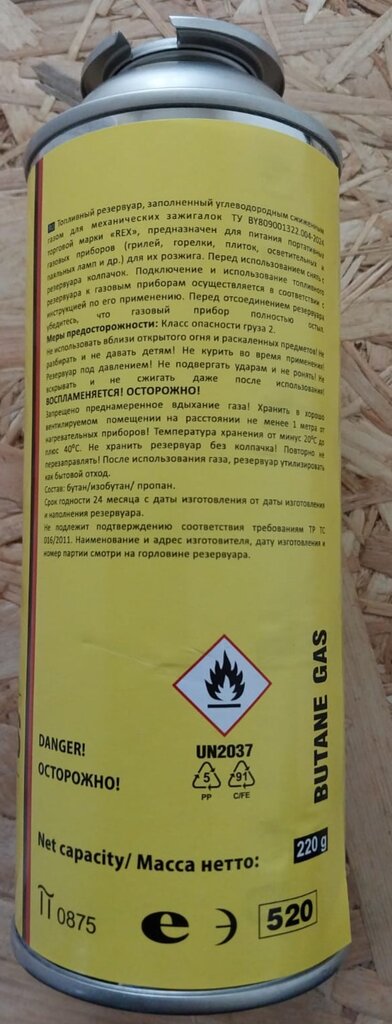 Топливный резервуар, заполненный углеводородным сжиженным
газом для механических зажигалок ТУ BY809001322.004-2024
торговой марки «REX», предназначен для питания портативных
газовых приборов (грилей, горелки, плиток, осветительных и
паяльных ламп и др.) для их розжига. Перед использованием снять с
резервуара колпачок. Подключение и использование топливного
резервуара к газовым приборам осуществляется в соответствии с
инструкцией по его применению. Перед отсоединением резервуара
убедитесь, что газовый прибор полностью остыл.
Меры предосторожности: Класс опасности груза 2.
Не использовать вблизи открытого огня и раскаленных предметов! Не
разбирать и не давать детям! Не курить во время применения!
Резервуар под давлением! Не подвергать ударам и не ронять! Не
вскрывать и не сжигать даже после использования!
ВОСПЛАМЕНЯЕТСЯ! ОСТОРОЖНО!
Запрещено преднамеренное вдыхание газа! Хранить в хорошо
вентилируемом помещении на расстоянии не менее 1 метра от
нагревательных приборов! Температура хранения от минус 20⁰C до
плюс 40⁰C. Не хранить резервуар без колпачка! Повторно не
перезаправлять! После использования газа, резервуар утилизировать
как бытовой отход.
Состав: бутан/изобутан/ пропан.
Срок годности 24 месяца с даты изготовления от даты изготовления
и наполнения резервуара.
Не подлежит подтверждению соответствия требованиям ТР ТС
016/2011. Наименование и адрес изготовителя, дату изготовления и
номер партии смотри на горловине резервуара.
BUTANE GAS
DANGER!
ОСТОРОЖНО!
UN2037
5 91
PP C/FE
Net capacity/ Масса нетто: 220 g
0875 e 520